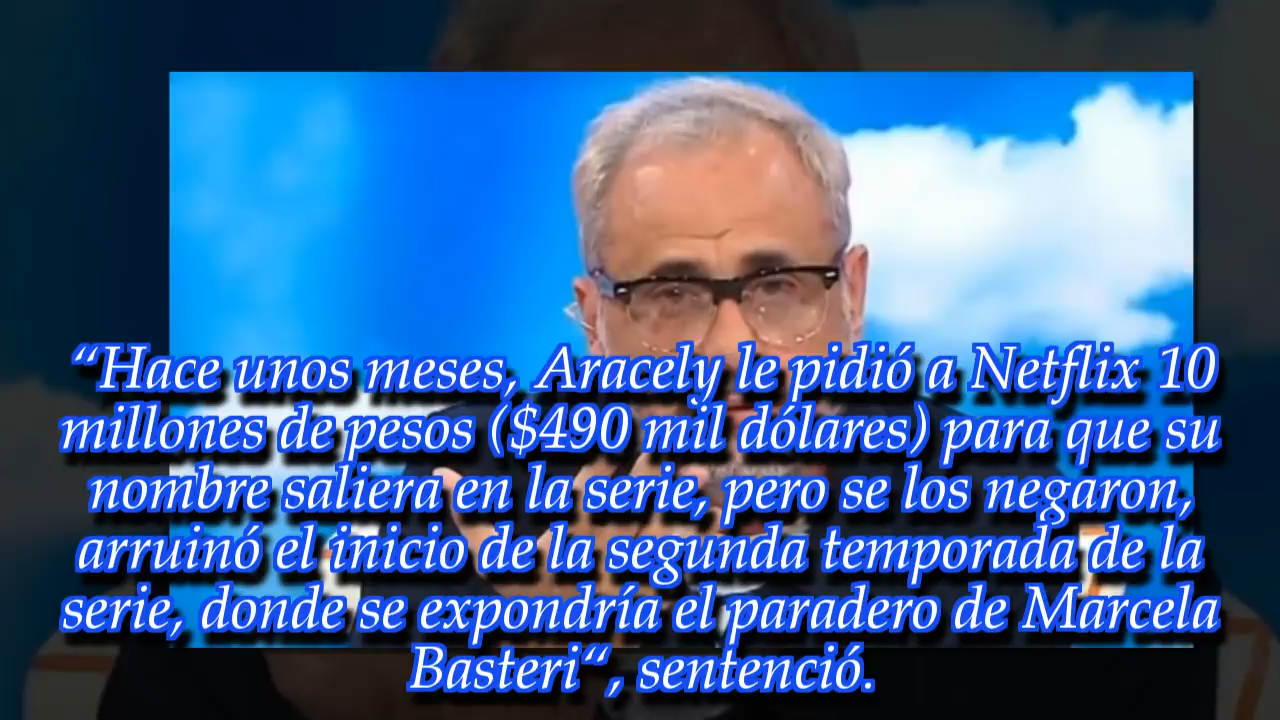 “Hace unos meses, Aracely le pidió a Netflix 10
millones de pesos ($490 mil dólares) para que su
nombre saliera en la serie, pero se los negaron,
arruinó el inicio de la segunda temporada de la
serie, donde se expondría el paradero de Marcela
Basteri“, sentenció.